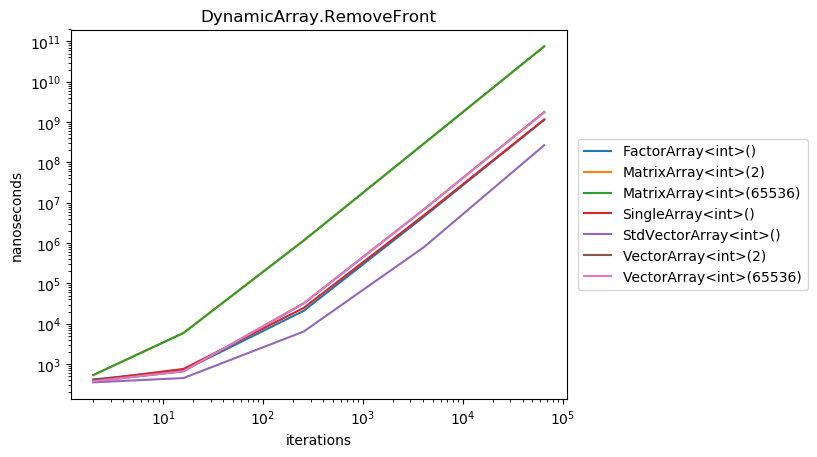 DynamicArray.RemoveFront
10¹¹
10¹⁰
10⁹
10⁸
10⁷
10⁶
10⁵
10⁴
10³
nanoseconds
10¹ 10² 10³ 10⁴ 10⁵
iterations
FactorArray<int>()
MatrixArray<int>(2)
MatrixArray<int>(65536)
SingleArray<int>()
StdVectorArray<int>()
VectorArray<int>(2)
VectorArray<int>(65536)